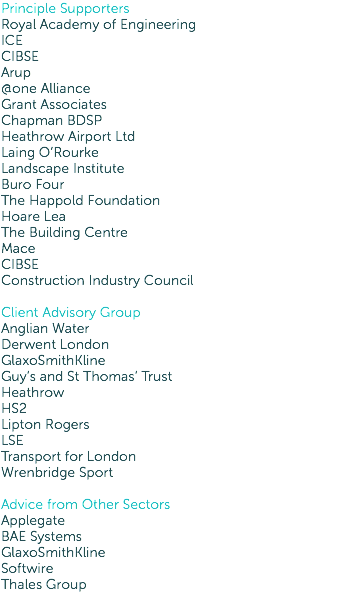 Principle Supporters
Royal Academy of Engineering
ICE
CIBSE
Arup
@one Alliance
Grant Associates
Chapman BDSP
Heathrow Airport Ltd
Laing O’Rourke
Landscape Institute
Buro Four
The Happold Foundation
Hoare Lea
The Building Centre
Mace
CIBSE
Construction Industry Council

Client Advisory Group
Anglian Water
Derwent London
GlaxoSmithKline
Guy’s and St Thomas’ Trust
Heathrow
HS2
Lipton Rogers
LSE
Transport for London
Wrenbridge Sport

Advice from Other Sectors
Applegate
BAE Systems
GlaxoSmithKline
Softwire
Thales Group